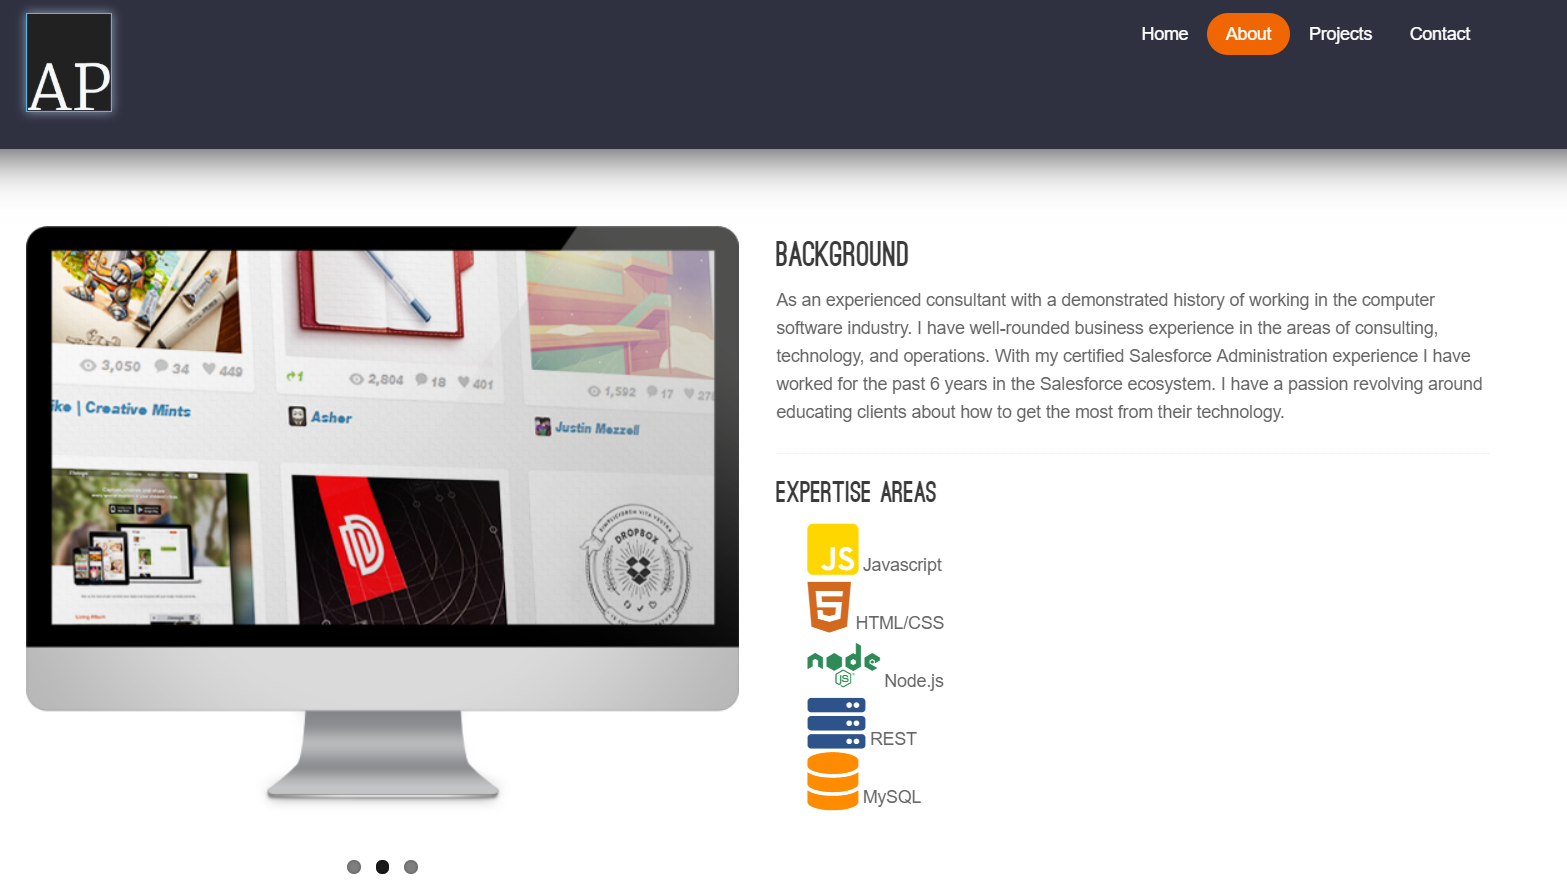 AP
Home About Projects Contact
3,050 34 449
1 2,804 18 401
1,592 17
ike | Creative Mints
Asher
Justin Mezzell
SIMPLICIOREM VITA VESTRA
DROPBOX
Living Album
BACKGROUND
As an experienced consultant with a demonstrated history of working in the computer
software industry. I have well-rounded business experience in the areas of consulting,
technology, and operations. With my certified Salesforce Administration experience I have
worked for the past 6 years in the Salesforce ecosystem. I have a passion revolving around
educating clients about how to get the most from their technology.
EXPERTISE AREAS
JS Javascript
5 HTML/CSS
node JS Node.js
REST
MySQL